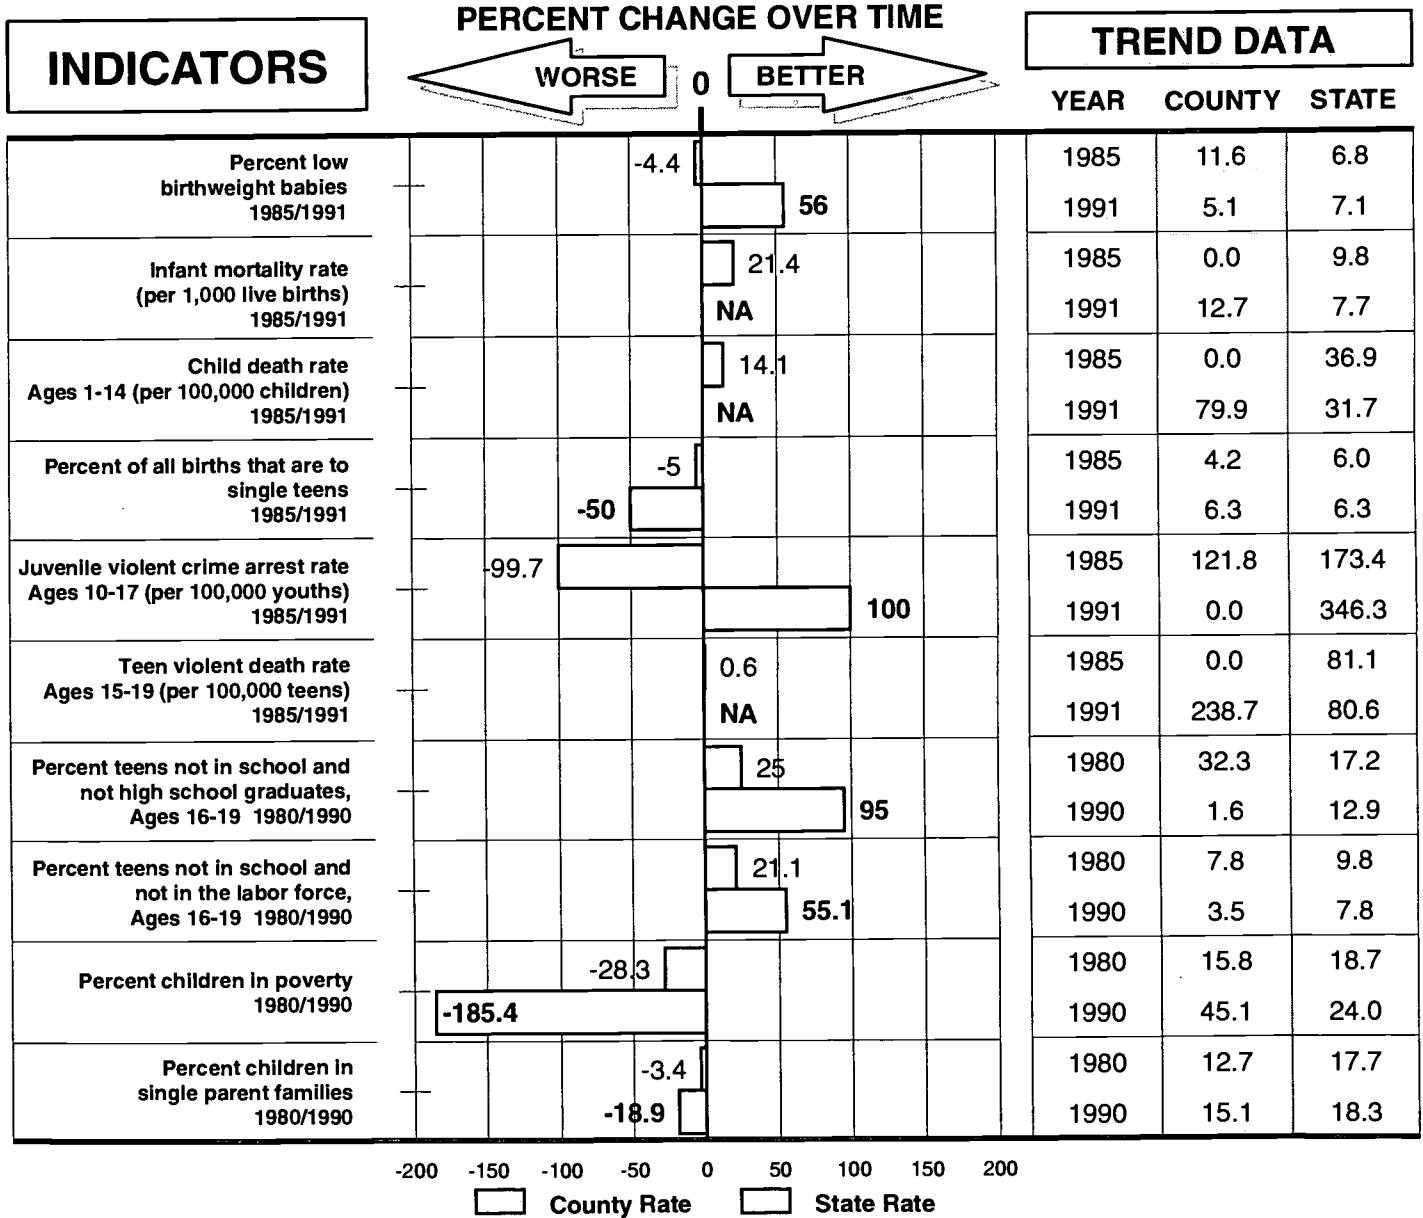 PERCENT CHANGE OVER TIME
INDICATORS
WORSE
0
BETTER
TREND DATA
YEAR COUNTY STATE
Percent low
birthweight babies
1985/1991
-4.4
56
1985 11.6 6.8
1991 5.1 7.1
Infant mortality rate
(per 1,000 live births)
1985/1991
21.4
NA
1985 0.0 9.8
1991 12.7 7.7
Child death rate
Ages 1-14 (per 100,000 children)
1985/1991
14.1
NA
1985 0.0 36.9
1991 79.9 31.7
Percent of all births that are to
single teens
1985/1991
-5
-50
1985 4.2 6.0
1991 6.3 6.3
Juvenile violent crime arrest rate
Ages 10-17 (per 100,000 youths)
1985/1991
-99.7
100
1985 121.8 173.4
1991 0.0 346.3
Teen violent death rate
Ages 15-19 (per 100,000 teens)
1985/1991
0.6
NA
1985 0.0 81.1
1991 238.7 80.6
Percent teens not in school and
not high school graduates,
Ages 16-19 1980/1990
25
95
1980 32.3 17.2
1990 1.6 12.9
Percent teens not in school and
not in the labor force,
Ages 16-19 1980/1990
21.1
55.1
1980 7.8 9.8
1990 3.5 7.8
Percent children in poverty
1980/1990
-28.3
-185.4
1980 15.8 18.7
1990 45.1 24.0
Percent children in
single parent families
1980/1990
-3.4
-18.9
1980 12.7 17.7
1990 15.1 18.3
-200 -150 -100 -50 0 50 100 150 200
County Rate State Rate